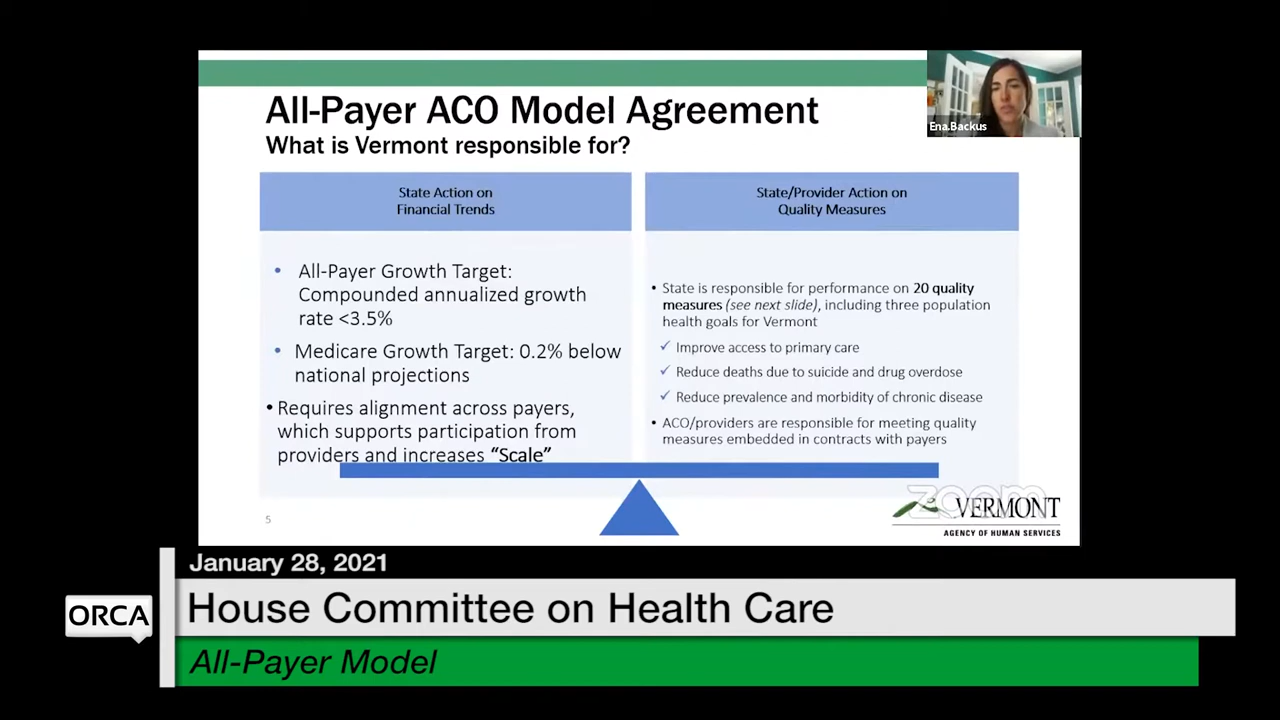 All-Payer ACO Model Agreement
What is Vermont responsible for?
Ena.Backus
State Action on
Financial Trends
• All-Payer Growth Target:
Compounded annualized growth
rate <3.5%
• Medicare Growth Target: 0.2% below
national projections
• Requires alignment across payers,
which supports participation from
providers and increases “Scale”
State/Provider Action on
Quality Measures
• State is responsible for performance on 20 quality
measures (see next slide), including three population
health goals for Vermont
✓ Improve access to primary care
✓ Reduce deaths due to suicide and drug overdose
✓ Reduce prevalence and morbidity of chronic disease
• ACO/providers are responsible for meeting quality
measures embedded in contracts with payers
5
zoom
VERMONT
AGENCY OF HUMAN SERVICES
January 28, 2021
ORCA
House Committee on Health Care
All-Payer Model